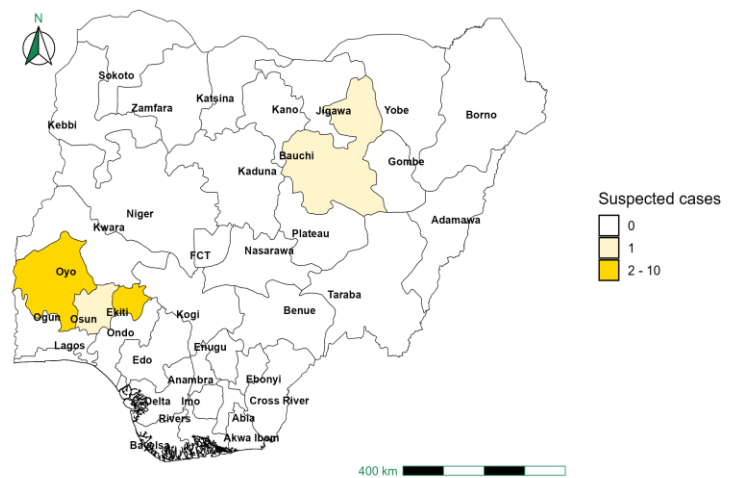 N
Sokoto
Katsina
Zamfara
Kano
Jigawa
Yobe
Borno
Kebbi
Bauchi
Gombe
Kaduna
Suspected cases
0
1
2 - 10
Niger
Adamawa
Kwara
Plateau
FCT
Nasarawa
Oyo
Taraba
Ogun
Osun
Ekiti
Kogi
Benue
Ondo
Lagos
Enugu
Edo
Anambra
Ebonyi
Delta
Imo
Cross River
Rivers
Abia
Bayelsa
Akwa Ibom
400 km